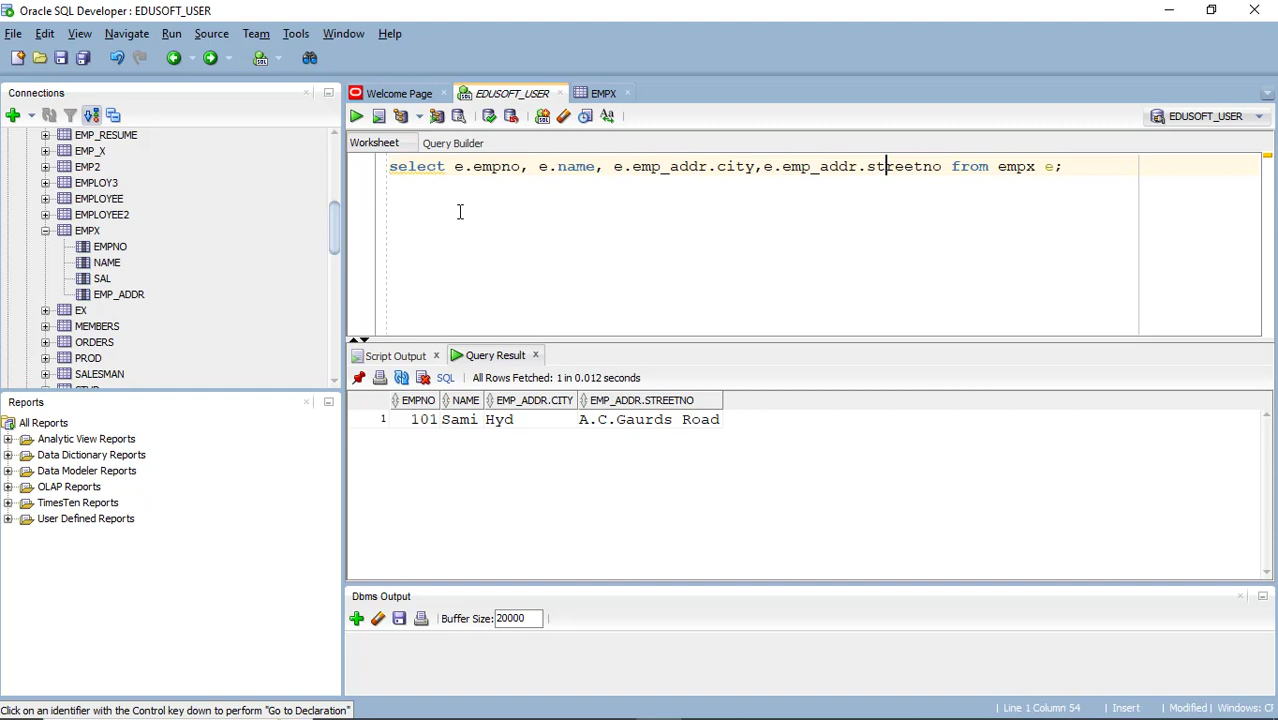 Oracle SQL Developer: EDUSOFT_USER
File Edit View Navigate Run Source Team Tools Window Help
Connections
EMP_RESUME
EMP_X
EMP2
EMPLOY3
EMPLOYEE
EMPLOYEE2
EMPX
EMPNO
NAME
SAL
EMP_ADDR
EX
MEMBERS
ORDERS
PROD
SALESMAN
Reports
All Reports
Analytic View Reports
Data Dictionary Reports
Data Modeler Reports
OLAP Reports
TimesTen Reports
User Defined Reports
Welcome Page EDUSOFT_USER EMPX
EDUSOFT_USER
Worksheet Query Builder
select e.empno, e.name, e.emp_addr.city,e.emp_addr.streetno from empx e;
Script Output Query Result
SQL All Rows Fetched: 1 in 0.012 seconds
EMPNO NAME EMP_ADDR.CITY EMP_ADDR.STREETNO
1 101 Sami Hyd A.C.Gaurds Road
Dbms Output
Buffer Size: 20000
Click on an identifier with the Control key down to perform "Go to Declaration" Line 1 Column 54 Insert Modified Windows: CF